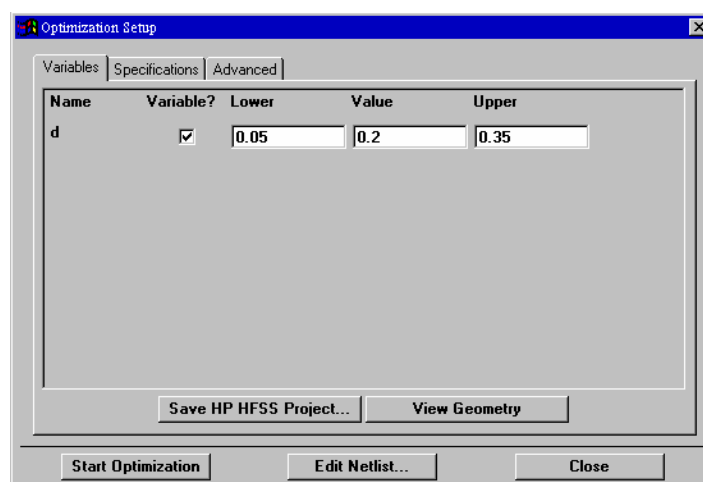 Optimization Setup
Variables Specifications Advanced
Name Variable? Lower Value Upper
d 0.05 0.2 0.35
Save HP HFSS Project... View Geometry
Start Optimization Edit Netlist... Close